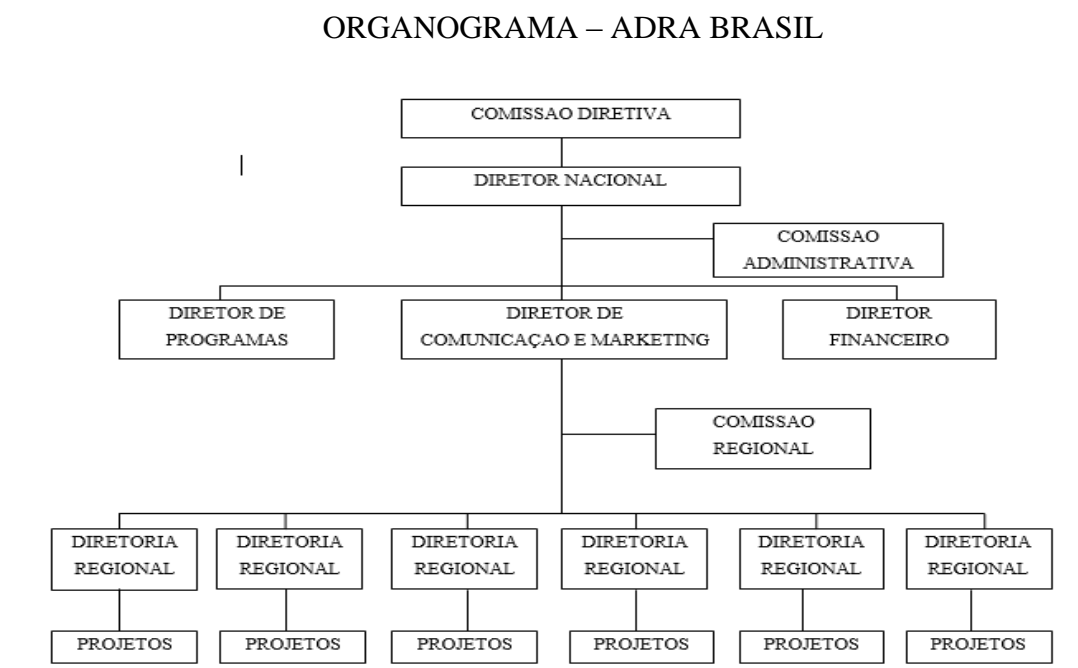 ORGANOGRAMA – ADRA BRASIL
COMISSAO DIRETIVA
DIRETOR NACIONAL
COMISSAO
ADMINISTRATIVA
DIRETOR DE
PROGRAMAS
DIRETOR DE
COMUNICAÇAO E MARKETING
DIRETOR
FINANCEIRO
COMISSAO
REGIONAL
DIRETORIA
REGIONAL
DIRETORIA
REGIONAL
DIRETORIA
REGIONAL
DIRETORIA
REGIONAL
DIRETORIA
REGIONAL
DIRETORIA
REGIONAL
PROJETOS
PROJETOS
PROJETOS
PROJETOS
PROJETOS
PROJETOS